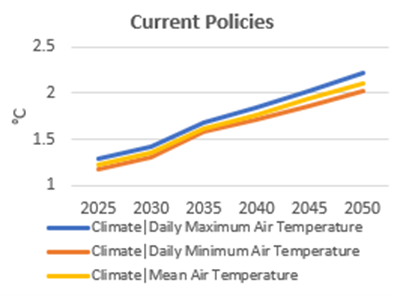 Current Policies
2.5
2
1.5
1
°C
2025 2030 2035 2040 2045 2050
Climate|Daily Maximum Air Temperature
Climate|Daily Minimum Air Temperature
Climate|Mean Air Temperature